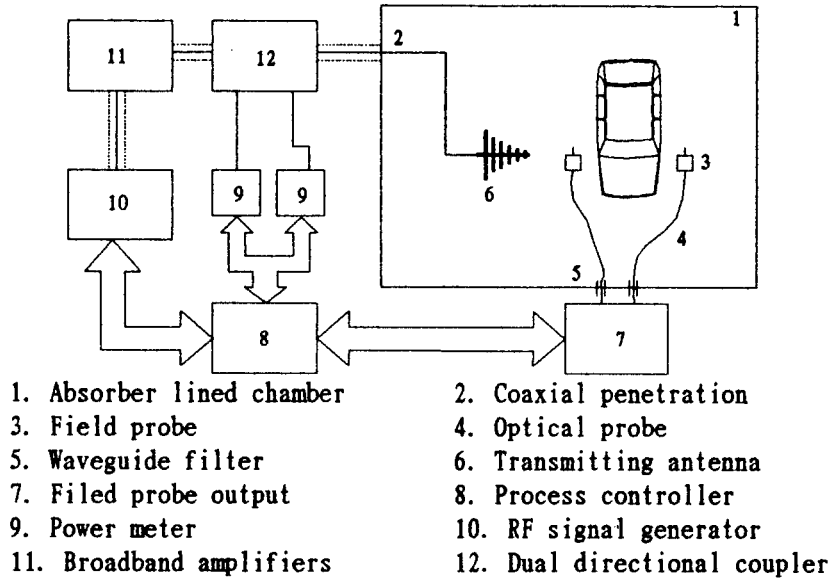 1
11
12
2
10
9
9
6
3
4
5
8
7
1. Absorber lined chamber
2. Coaxial penetration
3. Field probe
4. Optical probe
5. Waveguide filter
6. Transmitting antenna
7. Filed probe output
8. Process controller
9. Power meter
10. RF signal generator
11. Broadband amplifiers
12. Dual directional coupler